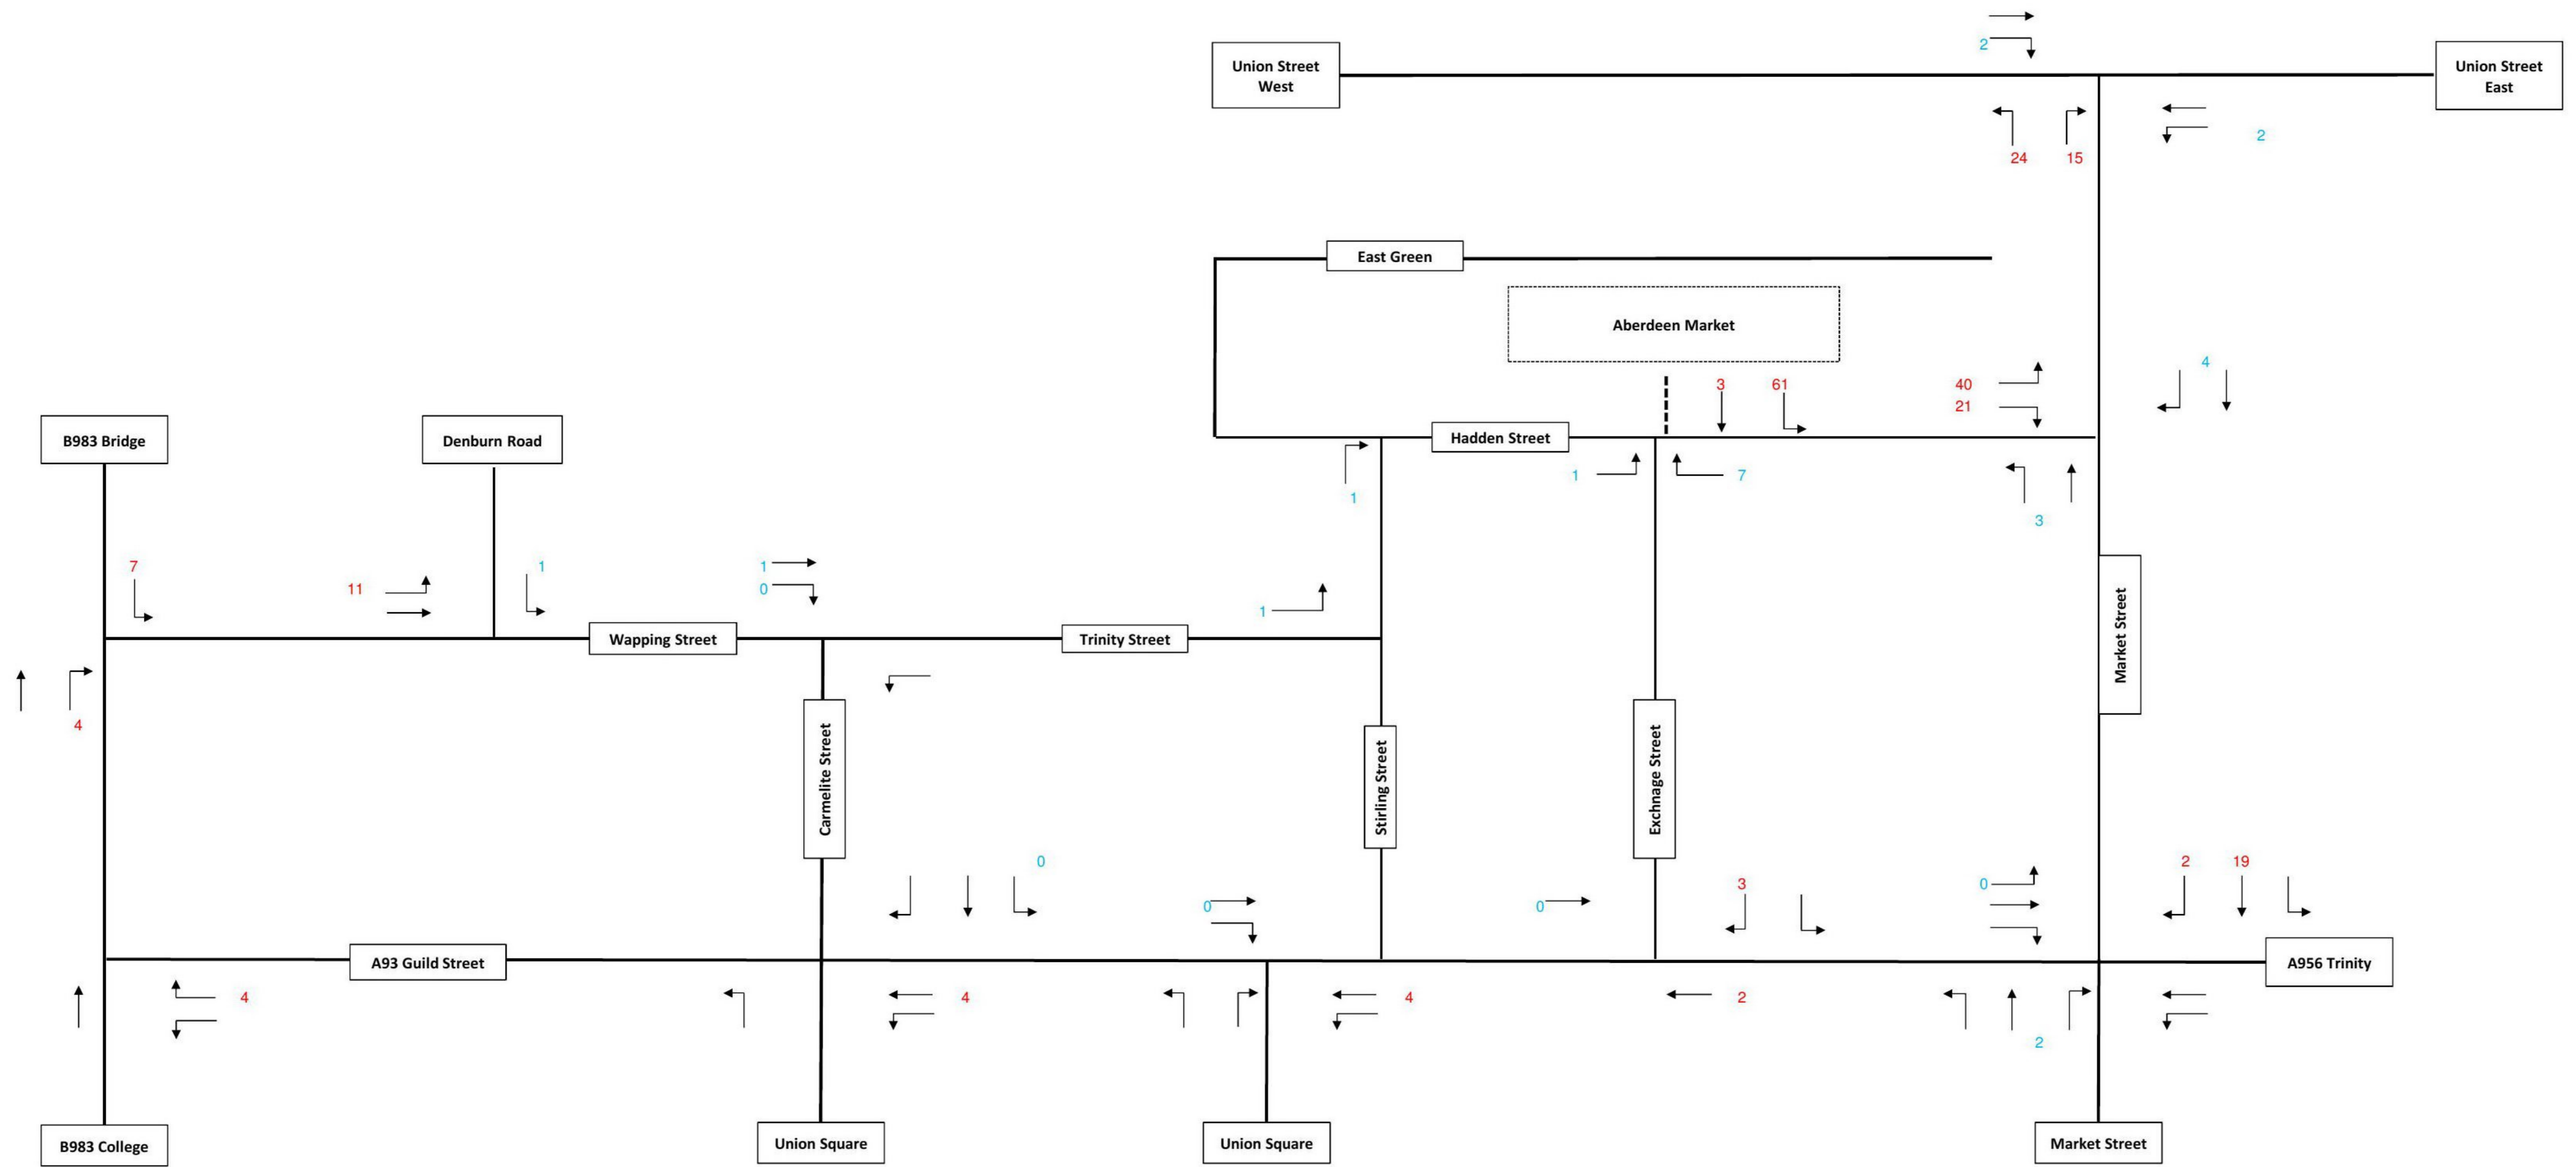 2
Union Street
West
Union Street
East
24
15
2
East Green
Aberdeen Market
3
61
40
21
4
B983 Bridge
Denburn Road
Hadden Street
1
7
1
3
7
11
1
1
0
1
Wapping Street
Trinity Street
Market Street
4
Carmelite Street
Stirling Street
Exchnage Street
0
0
0
3
0
2
19
A93 Guild Street
A956 Trinity
4
4
4
2
2
B983 College
Union Square
Union Square
Market Street